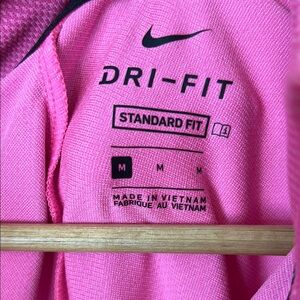 DRI-FIT
STANDARD FIT
M M M
MADE IN VIETNAM
FABRIQUÉ AU VIETNAM